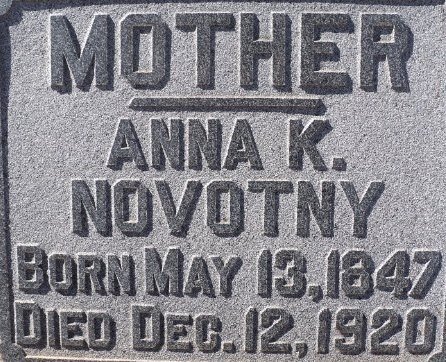 MOTHER
ANNA K.
NOVOTNY
BORN MAY 13,1847
DIED DEC.12,1920